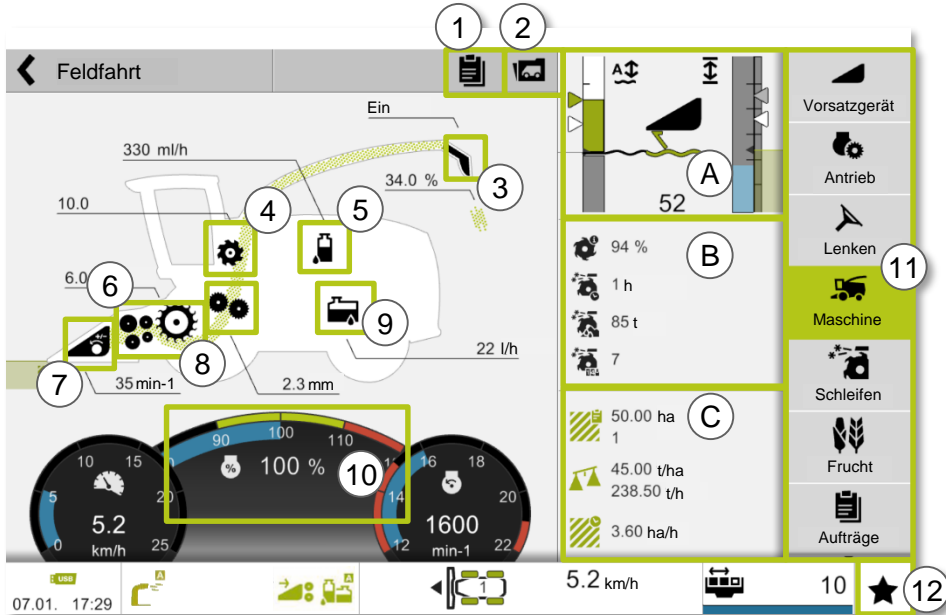 1
2
Feldfahrt
Ein
330 ml/h
34.0 %
3
10.0
4
5
6.0
6
7
8
9
35 min-1
2.3 mm
22 l/h
90
100
110
100 %
10
5
10
15
20
25
0
5.2
km/h
12
14
16
18
20
22
1600
min-1
A
52
A
94 %
1 h
85 t
7
B
50.00 ha
1
C
45.00 t/ha
238.50 t/h
3.60 ha/h
Vorsatzgerät
Antrieb
Lenken
11
Maschine
Schleifen
Frucht
Aufträge
USB
07.01. 17:29
A
A
1
5.2 km/h
10
12